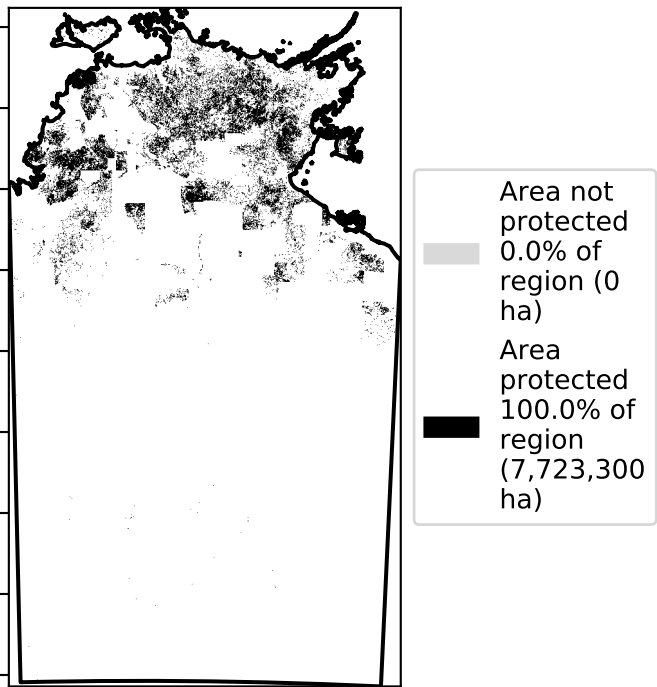 Area not
protected
0.0% of
region (0
ha)
Area
protected
100.0% of
region
(7,723,300
ha)